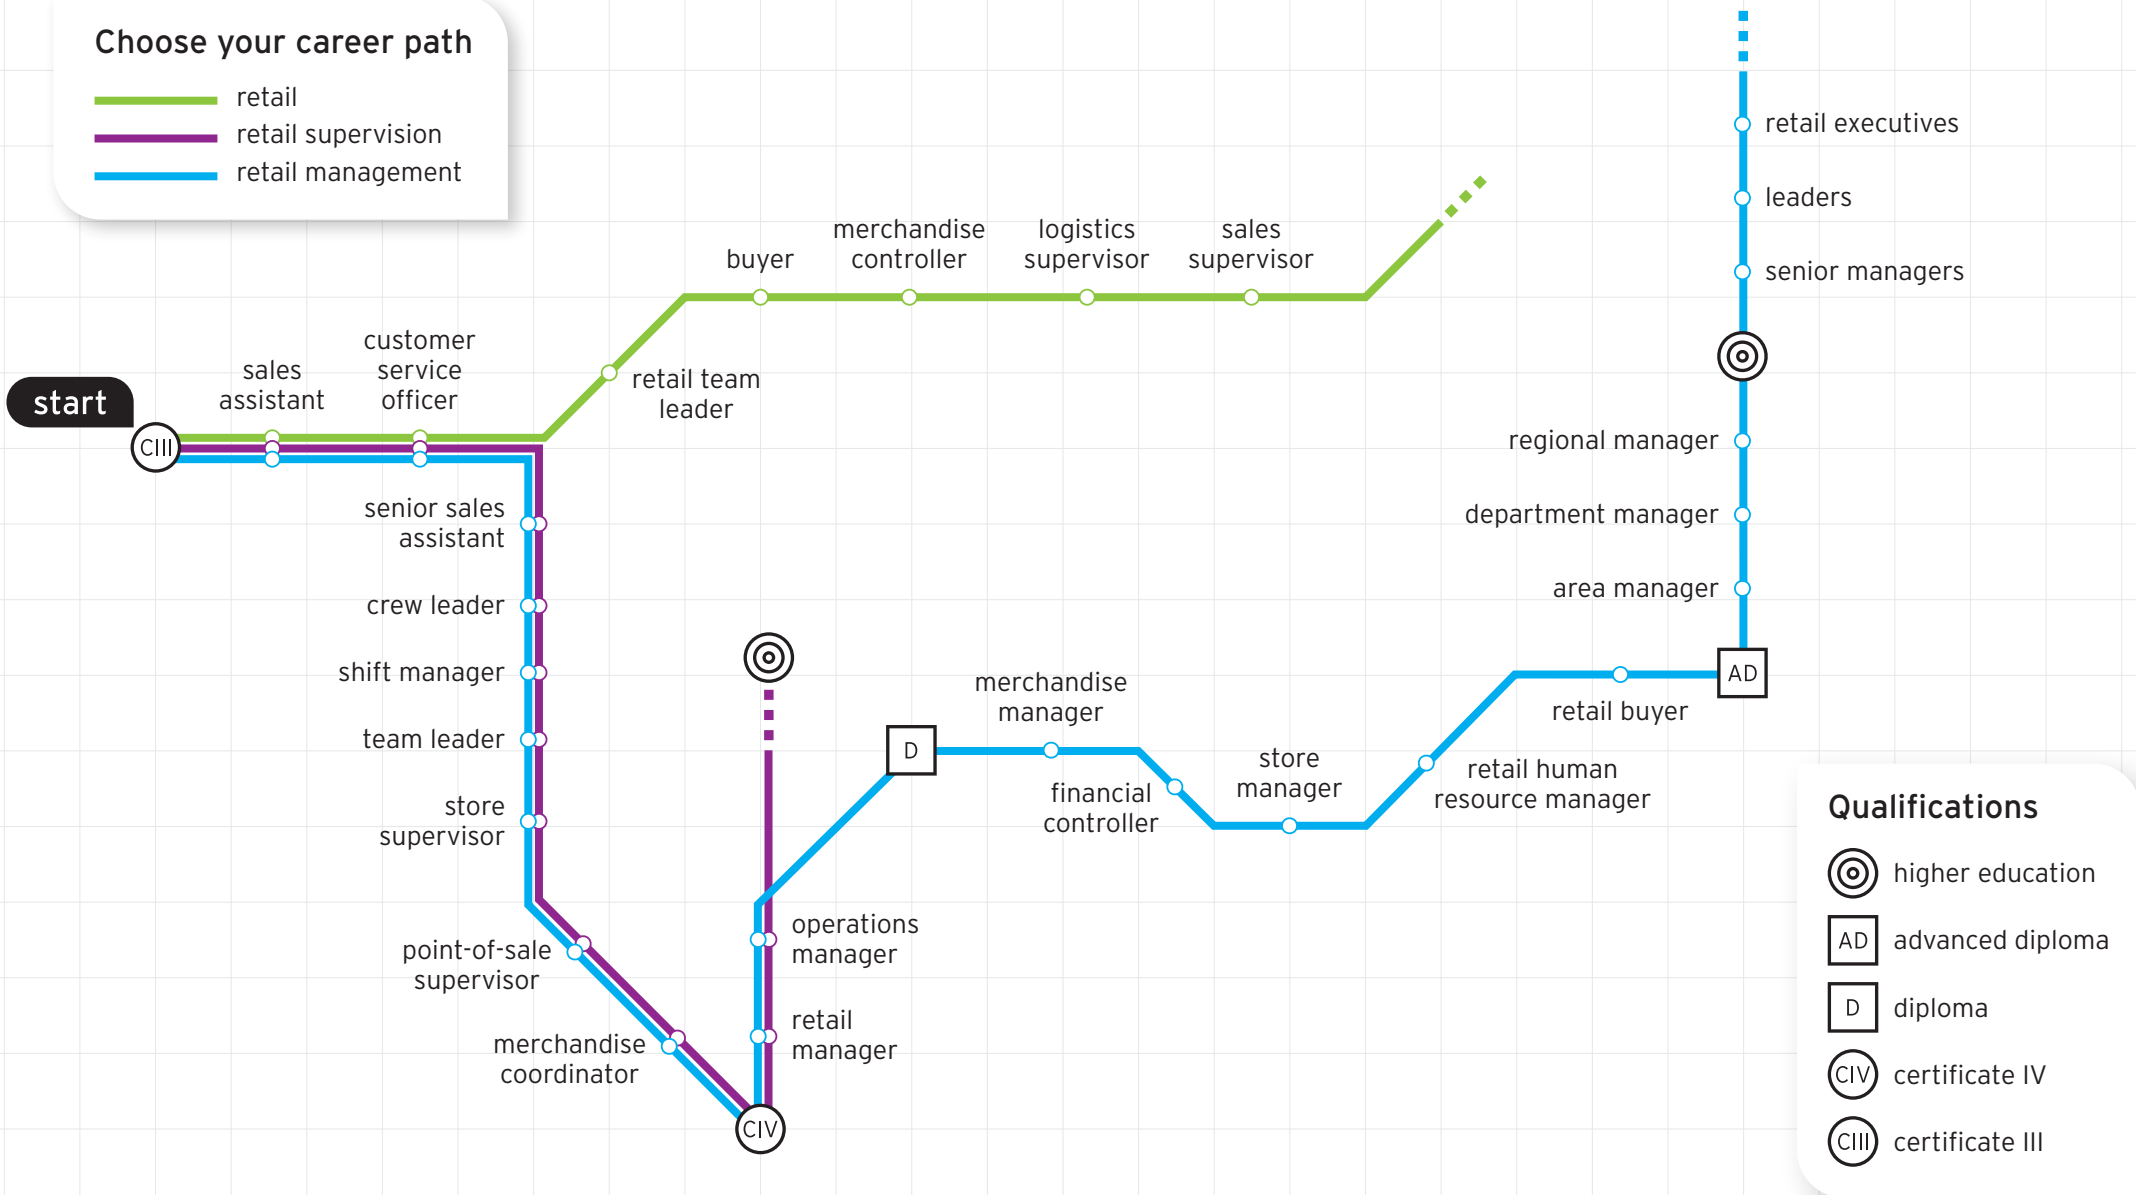 Choose your career path
retail
retail supervision
retail management
start
CIII
sales
assistant
customer
service
officer
retail team
leader
buyer
merchandise
controller
logistics
supervisor
sales
supervisor
senior sales
assistant
crew leader
shift manager
team leader
store
supervisor
point-of-sale
supervisor
merchandise
coordinator
CIV
retail
manager
operations
manager
D
merchandise
manager
financial
controller
store
manager
retail human
resource manager
retail buyer
AD
area manager
department manager
regional manager
senior managers
leaders
retail executives
Qualifications
higher education
AD
advanced diploma
D
diploma
CIV
certificate IV
CIII
certificate III